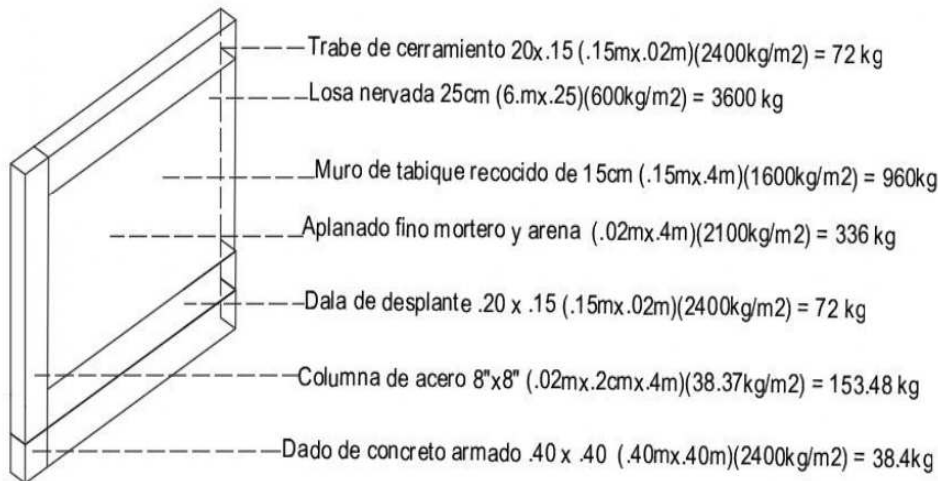 Trabe de cerramiento 20x.15 (.15mx.02m)(2400kg/m2) = 72 kg
Losa nervada 25cm (6.mx.25)(600kg/m2) = 3600 kg
Muro de tabique recocido de 15cm (.15mx.4m)(1600kg/m2) = 960kg
Aplanado fino mortero y arena (.02mx.4m)(2100kg/m2) = 336 kg
Dala de desplante .20 x .15 (.15mx.02m)(2400kg/m2) = 72 kg
Columna de acero 8"x8" (.02mx.2cmx.4m)(38.37kg/m2) = 153.48 kg
Dado de concreto armado .40 x .40 (.40mx.40m)(2400kg/m2) = 38.4kg